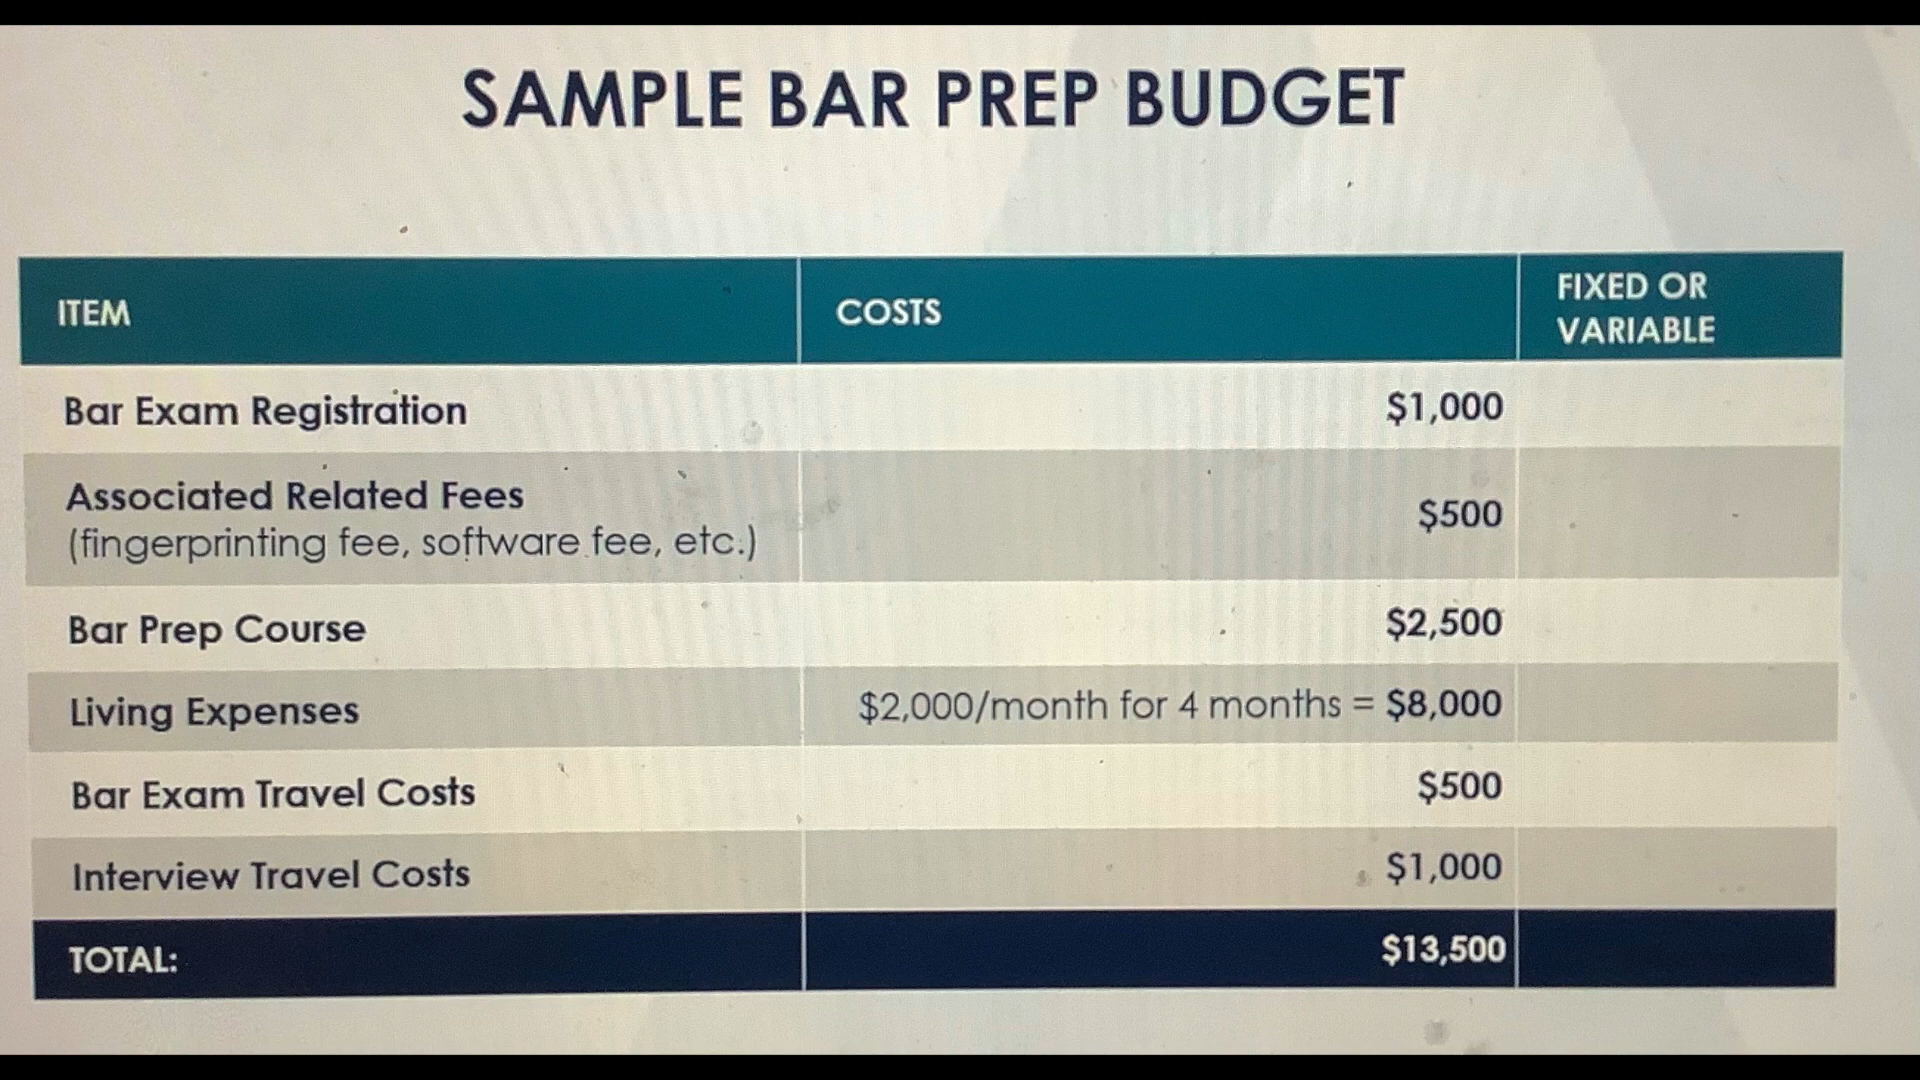 SAMPLE BAR PREP BUDGET
ITEM COSTS FIXED OR
VARIABLE
Bar Exam Registration $1,000
Associated Related Fees
(fingerprinting fee, software fee, etc.) $500
Bar Prep Course $2,500
Living Expenses $2,000/month for 4 months = $8,000
Bar Exam Travel Costs $500
Interview Travel Costs $1,000
TOTAL: $13,500